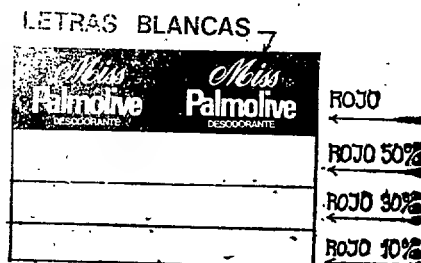 LETRAS BLANCAS
Miss Miss
Palmolive Palmolive
DESODORANTE DESODORANTE
ROJO
ROJO 50%
ROJO 30%
ROJO 10%